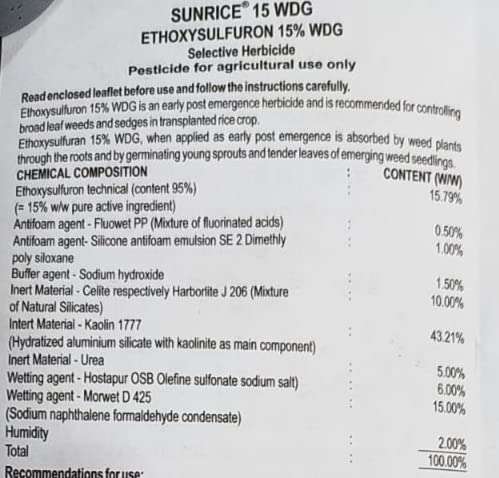 SUNRICE® 15 WDG
ETHOXYSULFURON 15% WDG
Selective Herbicide
Pesticide for agricultural use only
Read enclosed leaflet before use and follow the instructions carefully.
Ethoxysulfuron 15% WDG is an early post emergence herbicide and is recommended for controlling
broad leaf weeds and sedges in transplanted rice crop.
Ethoxysulfuran 15% WDG, when applied as early post emergence is absorbed by weed plants
through the roots and by germinating young sprouts and tender leaves of emerging weed seedlings.
CHEMICAL COMPOSITION : CONTENT (W/W)
Ethoxysulfuron technical (content 95%) : 15.79%
(= 15% w/w pure active ingredient)
Antifoam agent - Fluowet PP (Mixture of fluorinated acids) : 0.50%
Antifoam agent- Silicone antifoam emulsion SE 2 Dimethly : 1.00%
poly siloxane
Buffer agent - Sodium hydroxide : 1.50%
Inert Material - Celite respectively Harborlite J 206 (Mixture : 10.00%
of Natural Silicates)
Intert Material - Kaolin 1777 : 43.21%
(Hydratized aluminium silicate with kaolinite as main component)
Inert Material - Urea : 5.00%
Wetting agent - Hostapur OSB Olefine sulfonate sodium salt) : 6.00%
Wetting agent - Morwet D 425 : 15.00%
(Sodium naphthalene formaldehyde condensate)
Humidity : 2.00%
Total : 100.00%
Recommendations for use: